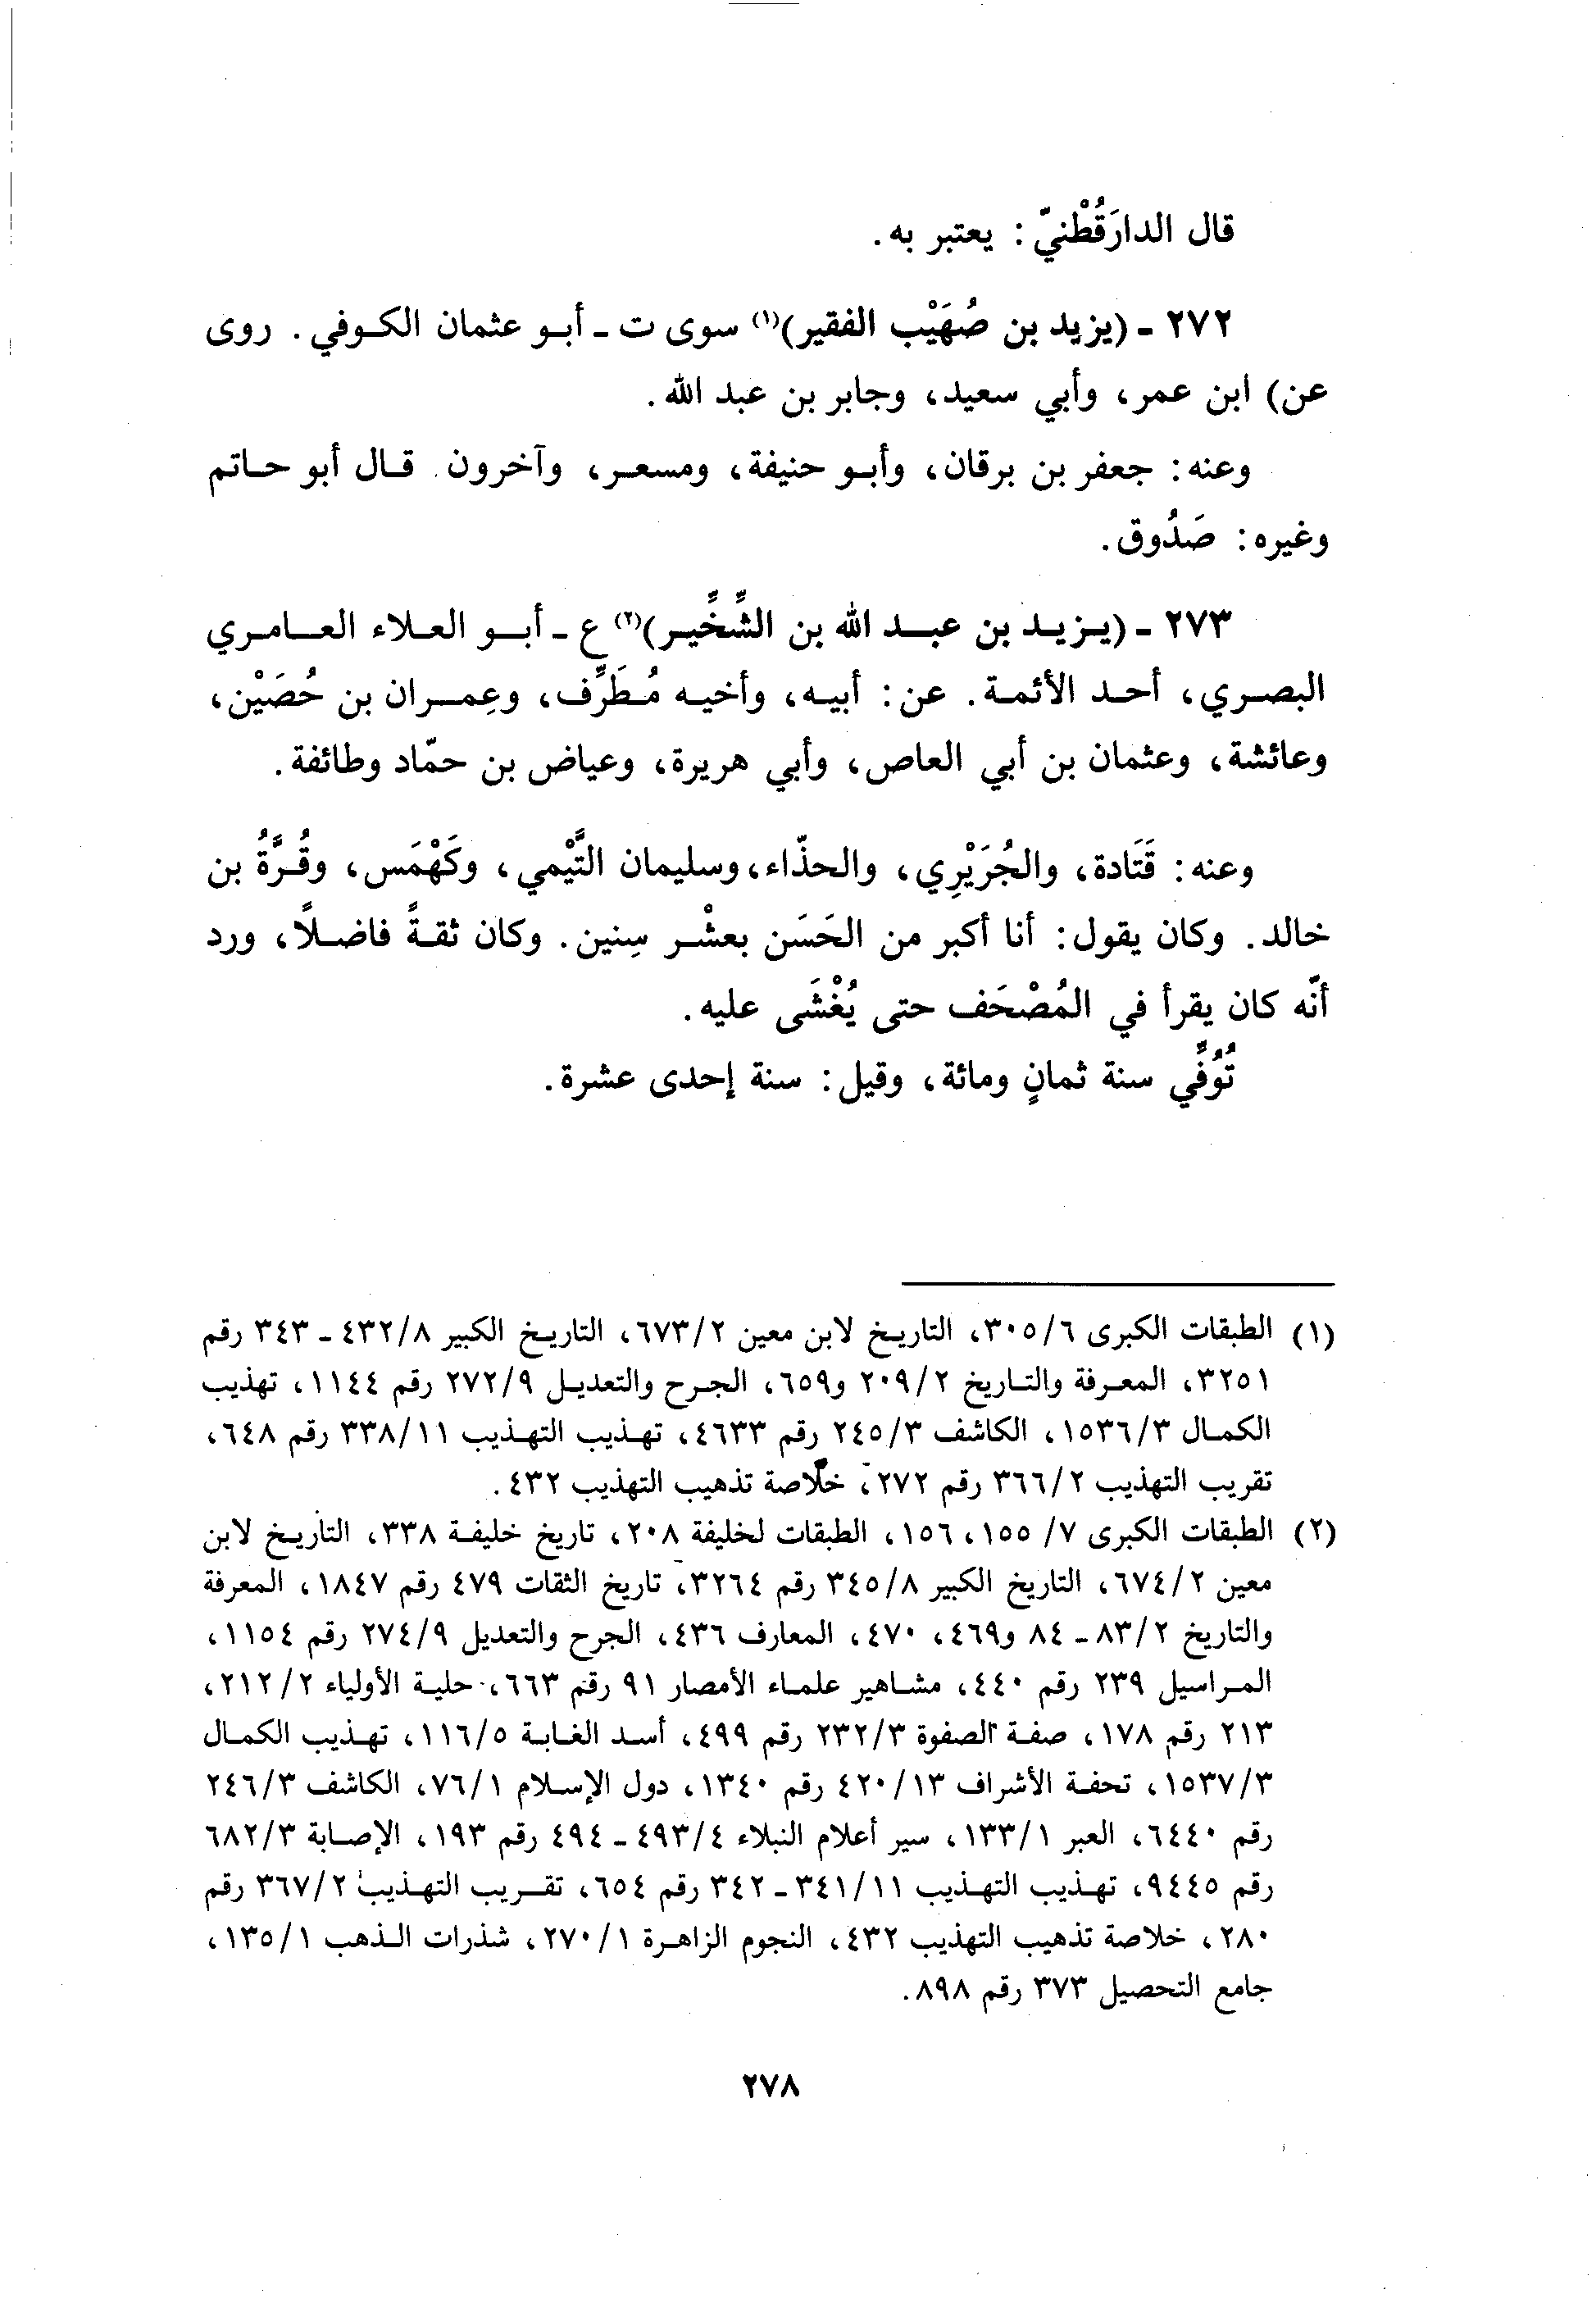 قال الدارَقُطْنيّ: يعتبر به.
٢٧٢ - (يزيد بن صُهَيْب الفقير)(١) سوى ت - أبو عثمان الكوفي. روى
عن) ابن عمر، وأبي سعيد، وجابر بن عبد الله.
وعنه: جعفر بن برقان، وأبو حنيفة، ومسعر، وآخرون. قال أبو حاتم
وغيره: صَدُوق.
٢٧٣ - (يزيد بن عبد الله بن الشِّخِّير)(٢) ع - أبو العلاء العامري
البصري، أحد الأئمة. عن: أبيه، وأخيه مُطَرِّف، وعِمران بن حُصَيْن،
وعائشة، وعثمان بن أبي العاص، وأبي هريرة، وعياض بن حمّاد وطائفة.
وعنه: قَتَادة، والجُرَيْرِي، والحذّاء، وسليمان التَّيْمي، وكَهْمَس، وقُرَّةُ بن
خالد. وكان يقول: أنا أكبر من الحَسَن بعشْر سِنين. وكان ثقةً فاضلاً، ورد
أنّه كان يقرأ في المُصْحَف حتى يُغْشَى عليه.
تُوُفِّي سنة ثمانٍ ومائة، وقيل: سنة إحدى عشرة.
(١) الطبقات الكبرى ٣٠٥/٦، التاريخ لابن معين ٦٧٣/٢، التاريخ الكبير ٤٣٢/٨ - ٣٤٣ رقم
٣٢٥١، المعرفة والتاريخ ٢٠٩/٢ و٦٥٩، الجرح والتعديل ٢٧٢/٩ رقم ١١٤٤، تهذيب
الكمال ١٥٣٦/٣، الكاشف ٢٤٥/٣ رقم ٤٦٣٣، تهذيب التهذيب ٣٣٨/١١ رقم ٦٤٨،
تقريب التهذيب ٣٦٦/٢ رقم ٢٧٢، خلاصة تذهيب التهذيب ٤٣٢.
(٢) الطبقات الكبرى ٧/ ١٥٥، ١٥٦، الطبقات لخليفة ٢٠٨، تاريخ خليفة ٣٣٨، التاريخ لابن
معين ٦٧٤/٢، التاريخ الكبير ٣٤٥/٨ رقم ٣٢٦٤، تاريخ الثقات ٤٧٩ رقم ١٨٤٧، المعرفة
والتاريخ ٨٣/٢ - ٨٤ و٤٦٩، ٤٧٠، المعارف ٤٣٦، الجرح والتعديل ٢٧٤/٩ رقم ١١٥٤،
المراسيل ٢٣٩ رقم ٤٤٠، مشاهير علماء الأمصار ٩١ رقم ٦٦٣، حلية الأولياء ٢١٢/٢،
٢١٣ رقم ١٧٨، صفة الصفوة ٢٣٢/٣ رقم ٤٩٩، أسد الغابة ١١٦/٥، تهذيب الكمال
١٥٣٧/٣، تحفة الأشراف ٤٢٠/١٣ رقم ١٣٤٠، دول الإسلام ٧٦/١، الكاشف ٢٤٦/٣
رقم ٦٤٤٠، العبر ١٣٣/١، سير أعلام النبلاء ٤٩٣/٤ - ٤٩٤ رقم ١٩٣، الإصابة ٦٨٢/٣
رقم ٩٤٤٥، تهذيب التهذيب ٣٤١/١١ - ٣٤٢ رقم ٦٥٤، تقريب التهذيب ٣٦٧/٢ رقم
٢٨٠، خلاصة تذهيب التهذيب ٤٣٢، النجوم الزاهرة ٢٧٠/١، شذرات الذهب ١٣٥/١،
جامع التحصيل ٣٧٣ رقم ٨٩٨.
٢٧٨